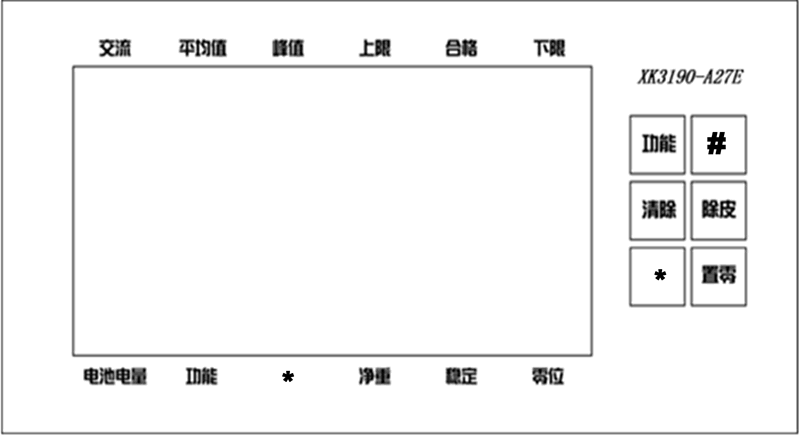 交流 平均值 峰值 上限 合格 下限
XK3190-A27E
功能 #
清除 除皮
* 置零
电池电量 功能 * 净重 稳定 零位